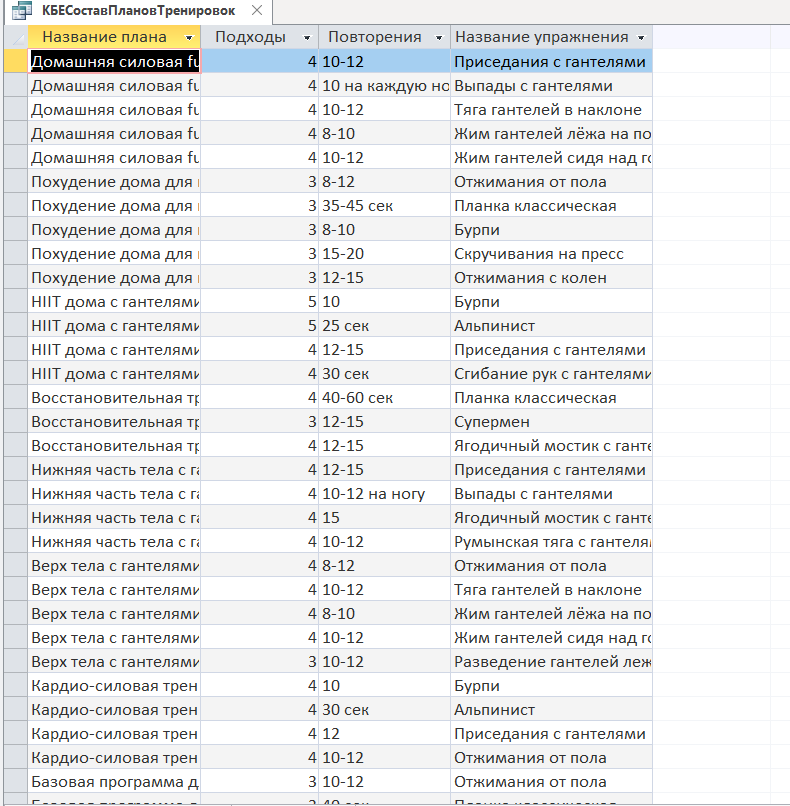 КБЕСоставПлановТренировок
Название плана Подходы Повторения Название упражнения
Домашняя силовая fu 4 10-12 Приседания с гантелями
Домашняя силовая fu 4 10 на каждую но Выпады с гантелями
Домашняя силовая fu 4 10-12 Тяга гантелей в наклоне
Домашняя силовая fu 4 8-10 Жим гантелей лёжа на по
Домашняя силовая fu 4 10-12 Жим гантелей сидя над го
Похудение дома для 3 8-12 Отжимания от пола
Похудение дома для 3 35-45 сек Планка классическая
Похудение дома для 3 8-10 Бурпи
Похудение дома для 3 15-20 Скручивания на пресс
Похудение дома для 3 12-15 Отжимания с колен
HIIT дома с гантелями 5 10 Бурпи
HIIT дома с гантелями 5 25 сек Альпинист
HIIT дома с гантелями 4 12-15 Приседания с гантелями
HIIT дома с гантелями 4 30 сек Сгибание рук с гантелями
Восстановительная тр 4 40-60 сек Планка классическая
Восстановительная тр 3 12-15 Супермен
Восстановительная тр 4 12-15 Ягодичный мостик с ганте
Нижняя часть тела с га 4 12-15 Приседания с гантелями
Нижняя часть тела с га 4 10-12 на ногу Выпады с гантелями
Нижняя часть тела с га 4 15 Ягодичный мостик с ганте
Нижняя часть тела с га 4 10-12 Румынская тяга с гантеля
Верх тела с гантелями 4 8-12 Отжимания от пола
Верх тела с гантелями 4 10-12 Тяга гантелей в наклоне
Верх тела с гантелями 4 8-10 Жим гантелей лёжа на по
Верх тела с гантелями 4 10-12 Жим гантелей сидя над го
Верх тела с гантелями 3 10-12 Разведение гантелей леж
Кардио-силовая трен 4 10 Бурпи
Кардио-силовая трен 4 30 сек Альпинист
Кардио-силовая трен 4 12 Приседания с гантелями
Кардио-силовая трен 4 10-12 Отжимания от пола
Базовая программа д 3 10-12 Отжимания от пола